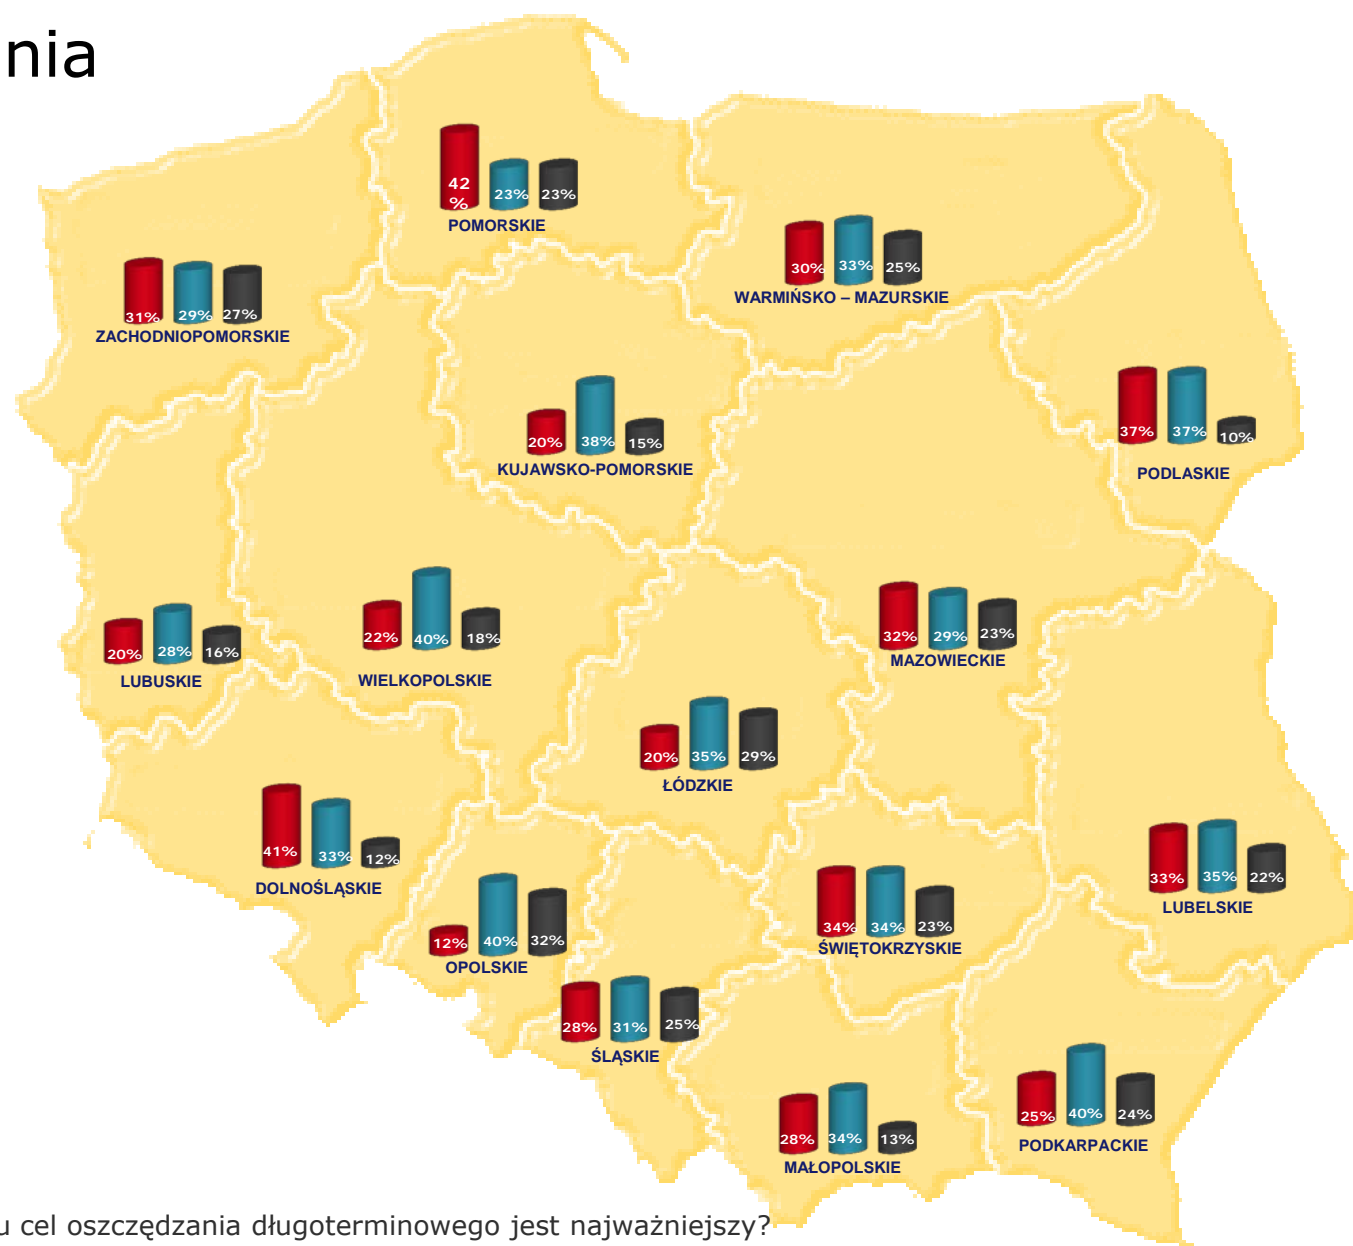 nia
42
%
23%
23%
POMORSKIE
30%
33%
25%
WARMIŃSKO – MAZURSKIE
31%
29%
27%
ZACHODNIOPOMORSKIE
20%
38%
15%
KUJAWSKO-POMORSKIE
37%
37%
10%
PODLASKIE
20%
28%
16%
LUBUSKIE
22%
40%
18%
WIELKOPOLSKIE
32%
29%
23%
MAZOWIECKIE
20%
35%
29%
ŁÓDZKIE
41%
33%
12%
DOLNOŚLĄSKIE
12%
40%
32%
OPOLSKIE
34%
34%
23%
ŚWIĘTOKRZYSKIE
33%
35%
22%
LUBELSKIE
28%
31%
25%
ŚLĄSKIE
28%
34%
13%
MAŁOPOLSKIE
25%
40%
24%
PODKARPACKIE
u cel oszczędzania długoterminowego jest najważniejszy?